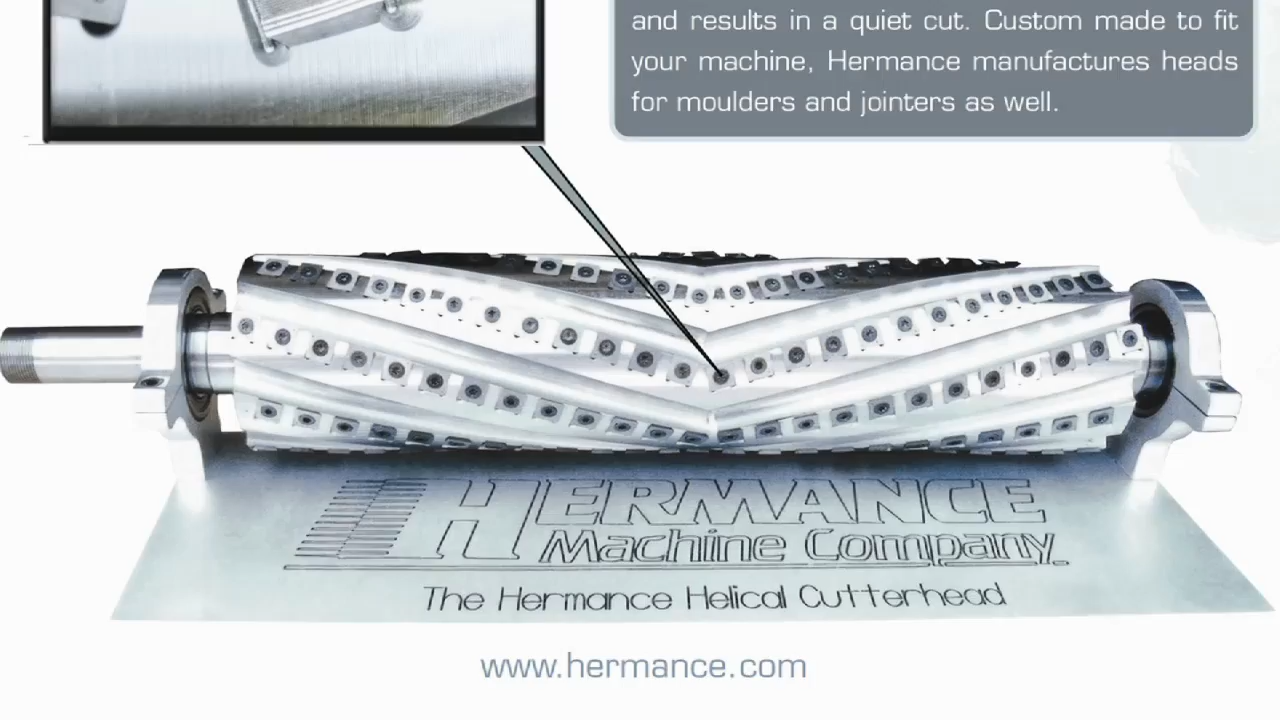 and results in a quiet cut. Custom made to fit
your machine, Hermance manufactures heads
for moulders and jointers as well.
HERMANCE
Machine Company.
The Hermance Helical Cutterhead
www.hermance.com